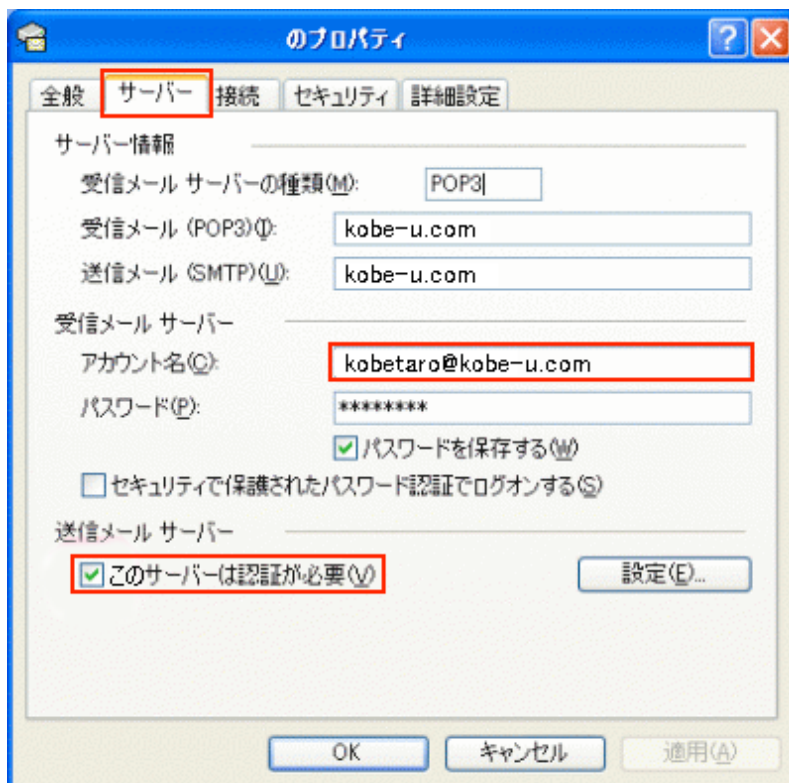 のプロパティ
全般 サーバー 接続 セキュリティ 詳細設定
サーバー情報
受信メール サーバーの種類(M): POP3
受信メール (POP3)(I): kobe-u.com
送信メール (SMTP)(U): kobe-u.com
受信メール サーバー
アカウント名(C): kobetaro@kobe-u.com
パスワード(P): ********
パスワードを保存する(W)
セキュリティで保護されたパスワード認証でログオンする(S)
送信メール サーバー
このサーバーは認証が必要(V) 設定(E)...
OK キャンセル 適用(A)